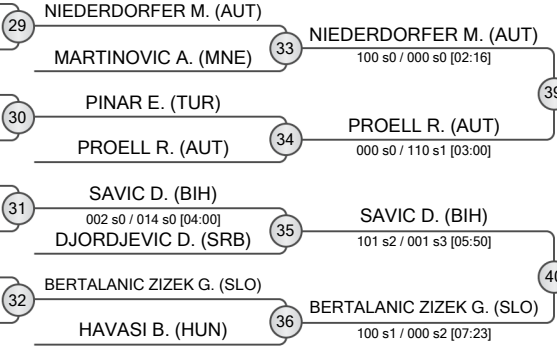 29
NIEDERDORFER M. (AUT)
MARTINOVIC A. (MNE)
33
NIEDERDORFER M. (AUT)
100 s0 / 000 s0 [02:16]
39
30
PINAR E. (TUR)
PROELL R. (AUT)
34
PROELL R. (AUT)
000 s0 / 110 s1 [03:00]
31
SAVIC D. (BIH)
002 s0 / 014 s0 [04:00]
DJORDJEVIC D. (SRB)
35
SAVIC D. (BIH)
101 s2 / 001 s3 [05:50]
40
32
BERTALANIC ZIZEK G. (SLO)
HAVASI B. (HUN)
36
BERTALANIC ZIZEK G. (SLO)
100 s1 / 000 s2 [07:23]